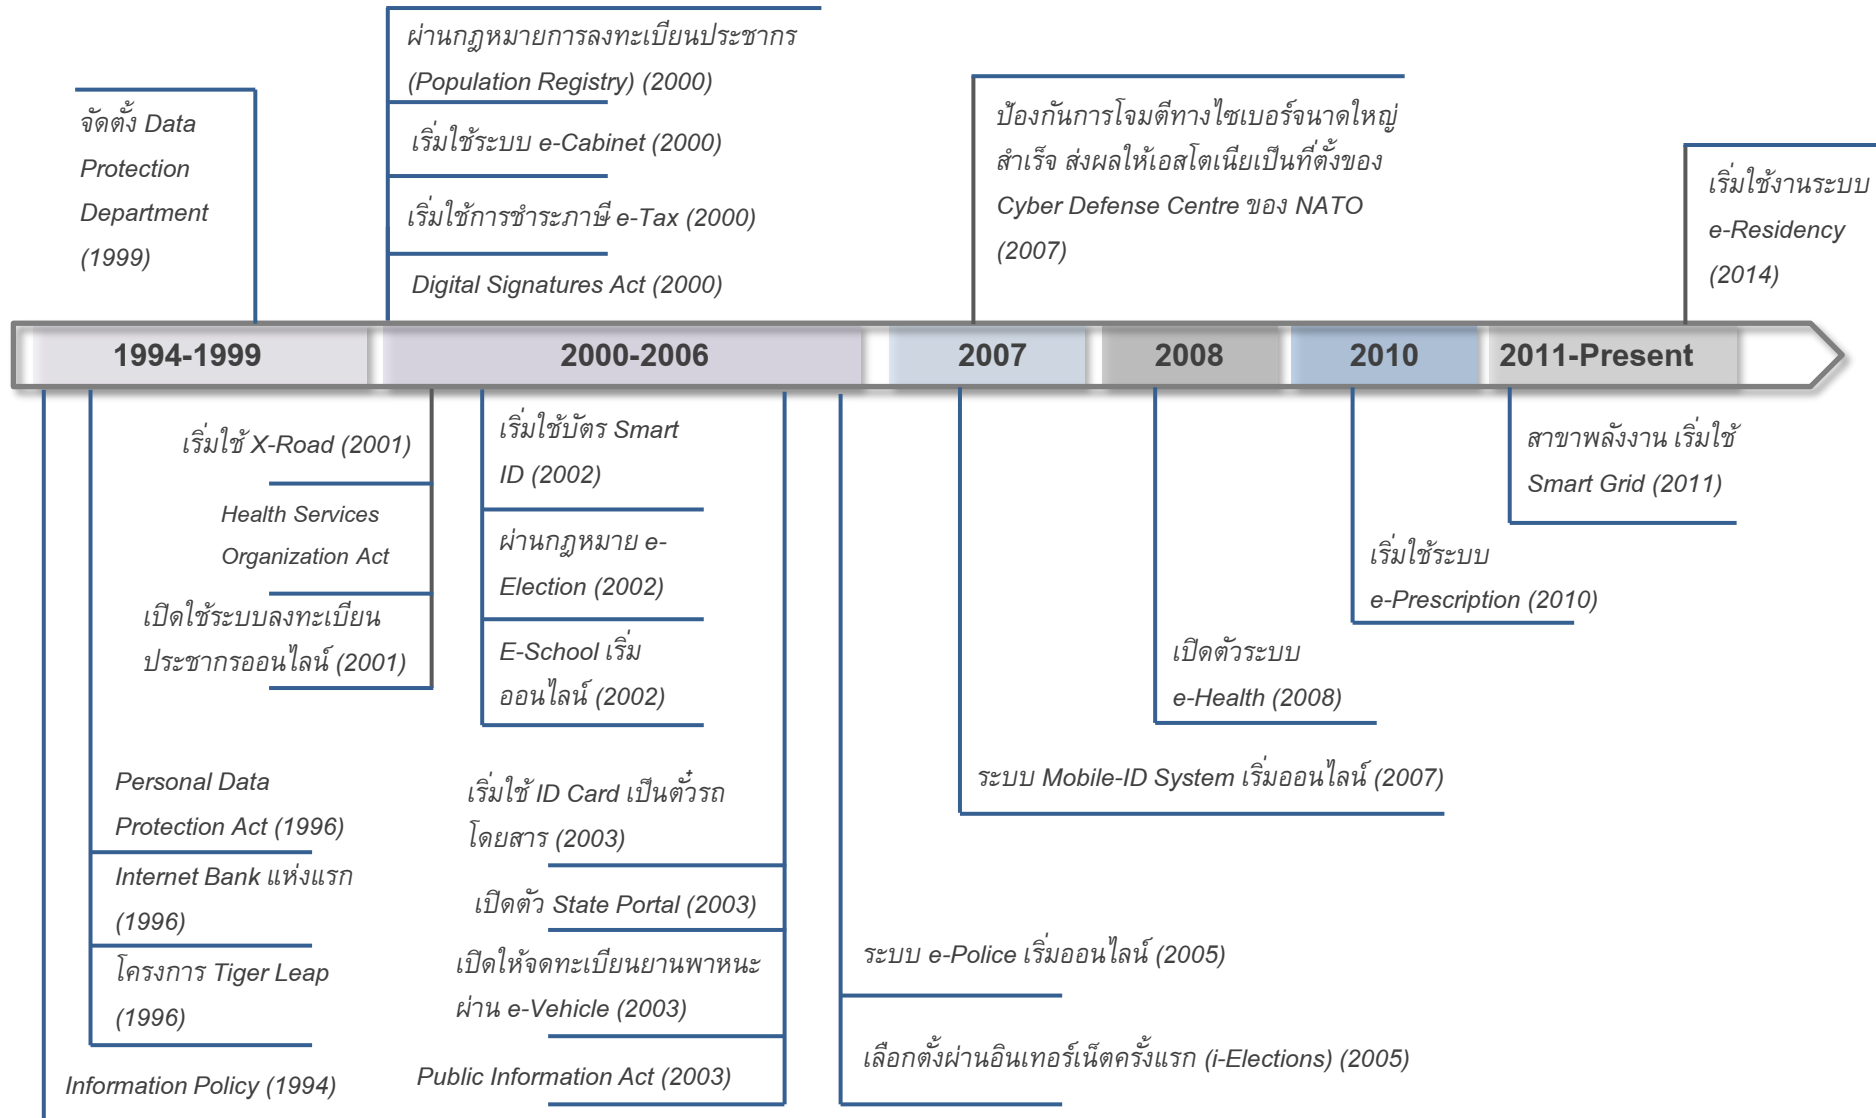 ผ่านกฎหมายการลงทะเบียนประชากร
(Population Registry) (2000)
เริ่มใช้ระบบ e-Cabinet (2000)
เริ่มใช้การชำระภาษี e-Tax (2000)
Digital Signatures Act (2000)
จัดตั้ง Data
Protection
Department
(1999)
ป้องกันการโจมตีทางไซเบอร์จนาดใหญ่
สำเร็จ ส่งผลให้เอสโตเนียเป็นที่ตั้งของ
Cyber Defense Centre ของ NATO
(2007)
เริ่มใช้งานระบบ
e-Residency
(2014)
1994-1999
2000-2006
2007
2008
2010
2011-Present
เริ่มใช้ X-Road (2001)
Health Services
Organization Act
เปิดใช้ระบบลงทะเบียน
ประชากรออนไลน์ (2001)
เริ่มใช้บัตร Smart
ID (2002)
ผ่านกฎหมาย e-
Election (2002)
E-School เริ่ม
ออนไลน์ (2002)
สาขาพลังงาน เริ่มใช้
Smart Grid (2011)
เริ่มใช้ระบบ
e-Prescription (2010)
เปิดตัวระบบ
e-Health (2008)
ระบบ Mobile-ID System เริ่มออนไลน์ (2007)
Personal Data
Protection Act (1996)
Internet Bank แห่งแรก
(1996)
โครงการ Tiger Leap
(1996)
Information Policy (1994)
เริ่มใช้ ID Card เป็นตั๋วรถ
โดยสาร (2003)
เปิดตัว State Portal (2003)
เปิดให้จดทะเบียนยานพาหนะ
ผ่าน e-Vehicle (2003)
Public Information Act (2003)
ระบบ e-Police เริ่มออนไลน์ (2005)
เลือกตั้งผ่านอินเทอร์เน็ตครั้งแรก (i-Elections) (2005)